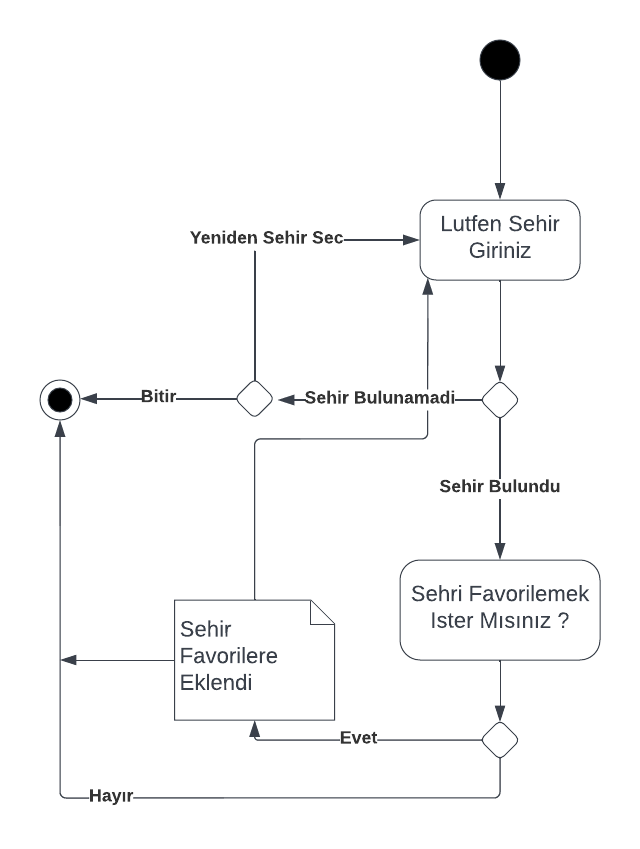 Lutfen Sehir
Giriniz
Yeniden Sehir Sec
Bitir
Sehir Bulunamadi
Sehir Bulundu
Sehri Favorilemek
Ister Mısınız ?
Sehir
Favorilere
Eklendi
Evet
Hayır